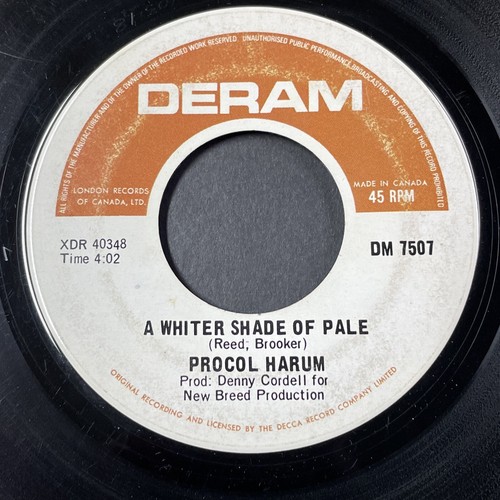 ALL RIGHTS OF THE MANUFACTURER AND OF THE OWNER OF THE RECORDED WORK RESERVED. UNAUTHORISED PUBLIC PERFORMANCE, BROADCASTING AND COPYING OF THIS RECORD PROHIBITED
DERAM
LONDON RECORDS
OF CANADA, LTD.
MADE IN CANADA
45 RPM
XDR 40348
Time 4:02
DM 7507
A WHITER SHADE OF PALE
(Reed, Brooker)
PROCOL HARUM
Prod: Denny Cordell for
New Breed Production
ORIGINAL RECORDING AND LICENSED BY THE DECCA RECORD COMPANY LIMITED